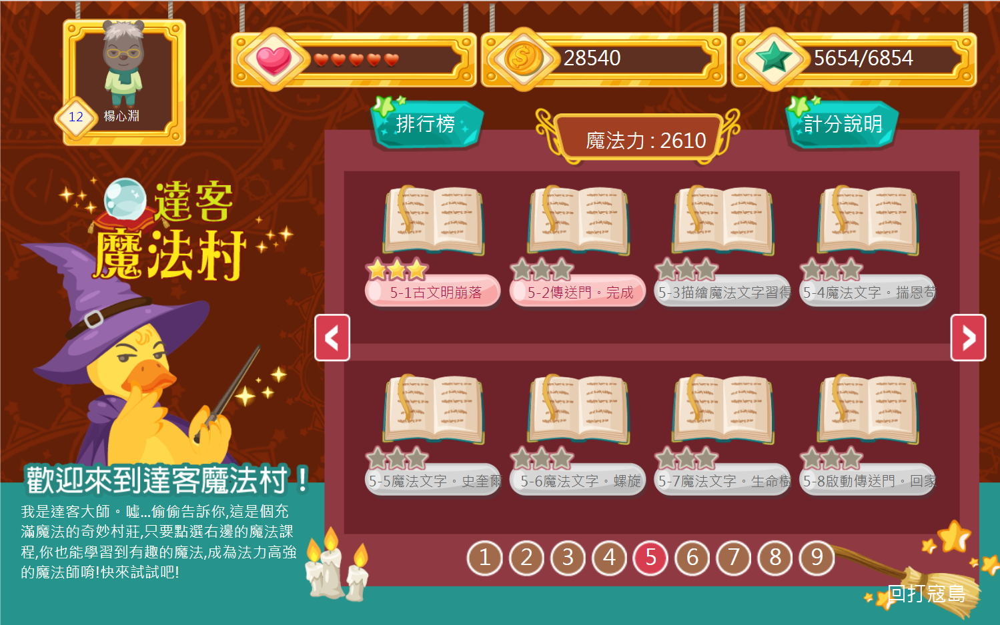 28540
5654/6854
12
楊心淵
排行榜
魔法力 : 2610
計分說明
達客
魔法村
5-1古文明崩落
5-2傳送門。完成
5-3描繪魔法文字習得
5-4魔法文字。揣恩苟
5-5魔法文字。史奎爾
5-6魔法文字。螺旋
5-7魔法文字。生命樹
5-8啟動傳送門。回家
歡迎來到達客魔法村！
我是達客大師。噓...偷偷告訴你,這是個充
滿魔法的奇妙村莊,只要點選右邊的魔法課
程,你也能學習到有趣的魔法,成為法力高強
的魔法師唷!快來試試吧!
1 2 3 4 5 6 7 8 9
回打寇島